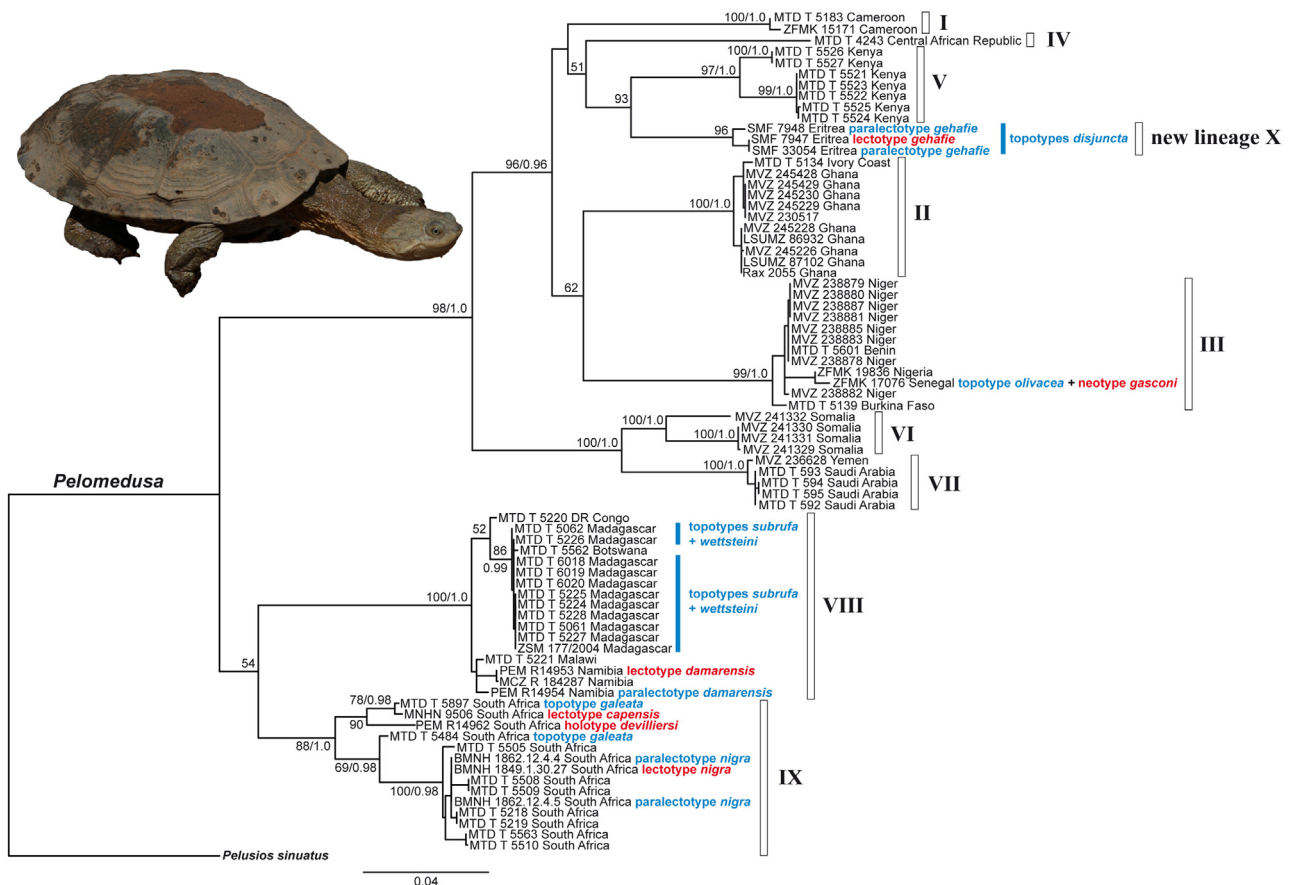 100/1.0
MTD T 5183 Cameroon
ZFMK 15171 Cameroon
I
MTD T 4243 Central African Republic
IV
51
100/1.0
MTD T 5526 Kenya
MTD T 5527 Kenya
97/1.0
MTD T 5521 Kenya
MTD T 5523 Kenya
99/1.0
MTD T 5522 Kenya
MTD T 5525 Kenya
MTD T 5524 Kenya
V
93
96
SMF 7948 Eritrea paralectotype gehafie
SMF 7947 Eritrea lectotype gehafie
SMF 33054 Eritrea paralectotype gehafie
topotypes disjuncta
new lineage X
96/0.96
MTD T 5134 Ivory Coast
MVZ 245428 Ghana
MVZ 245429 Ghana
MVZ 245230 Ghana
MVZ 245229 Ghana
100/1.0
MVZ 230517
MVZ 245228 Ghana
LSUMZ 86932 Ghana
MVZ 245226 Ghana
LSUMZ 87102 Ghana
Rax 2055 Ghana
II
62
MVZ 238879 Niger
MVZ 238880 Niger
MVZ 238887 Niger
MVZ 238881 Niger
MVZ 238885 Niger
MVZ 238883 Niger
MTD T 5601 Benin
MVZ 238878 Niger
99/1.0
ZFMK 19836 Nigeria
ZFMK 17076 Senegal topotype olivacea + neotype gasconi
MVZ 238882 Niger
MTD T 5139 Burkina Faso
III
98/1.0
100/1.0
100/1.0
MVZ 241332 Somalia
100/1.0
MVZ 241330 Somalia
MVZ 241331 Somalia
MVZ 241329 Somalia
VI
100/1.0
MVZ 236628 Yemen
MTD T 593 Saudi Arabia
MTD T 594 Saudi Arabia
MTD T 595 Saudi Arabia
MTD T 592 Saudi Arabia
VII
Pelomedusa
52
MTD T 5220 DR Congo
MTD T 5062 Madagascar
MTD T 5226 Madagascar
topotypes subrufa
+ wettsteini
86
0.99
MTD T 5562 Botswana
MTD T 6018 Madagascar
MTD T 6019 Madagascar
MTD T 6020 Madagascar
MTD T 5225 Madagascar
MTD T 5224 Madagascar
MTD T 5228 Madagascar
MTD T 5061 Madagascar
MTD T 5227 Madagascar
ZSM 177/2004 Madagascar
topotypes subrufa
+ wettsteini
100/1.0
MTD T 5221 Malawi
PEM R14953 Namibia lectotype damarensis
MCZ R 184287 Namibia
PEM R14954 Namibia paralectotype damarensis
VIII
54
78/0.98
MTD T 5897 South Africa topotype galeata
MNHN 9506 South Africa lectotype capensis
90
PEM R14962 South Africa holotype devilliersi
88/1.0
MTD T 5484 South Africa topotype galeata
69/0.98
MTD T 5505 South Africa
BMNH 1862.12.4.4 South Africa paralectotype nigra
BMNH 1849.1.30.27 South Africa lectotype nigra
100/0.98
MTD T 5508 South Africa
MTD T 5509 South Africa
BMNH 1862.12.4.5 South Africa paralectotype nigra
MTD T 5218 South Africa
MTD T 5219 South Africa
MTD T 5563 South Africa
MTD T 5510 South Africa
IX
Pelusios sinuatus
0.04